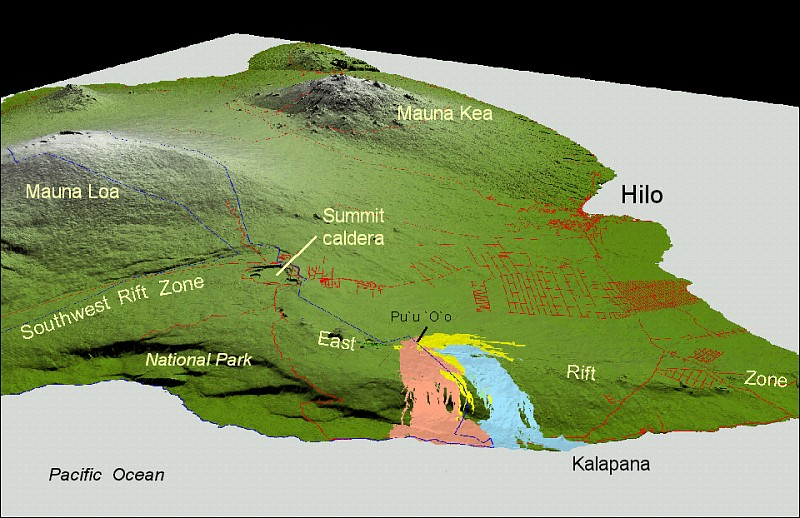 Mauna Kea
Mauna Loa
Hilo
Summit
caldera
Southwest Rift Zone
Pu`u `O`o
East
National Park
Rift
Zone
Kalapana
Pacific Ocean